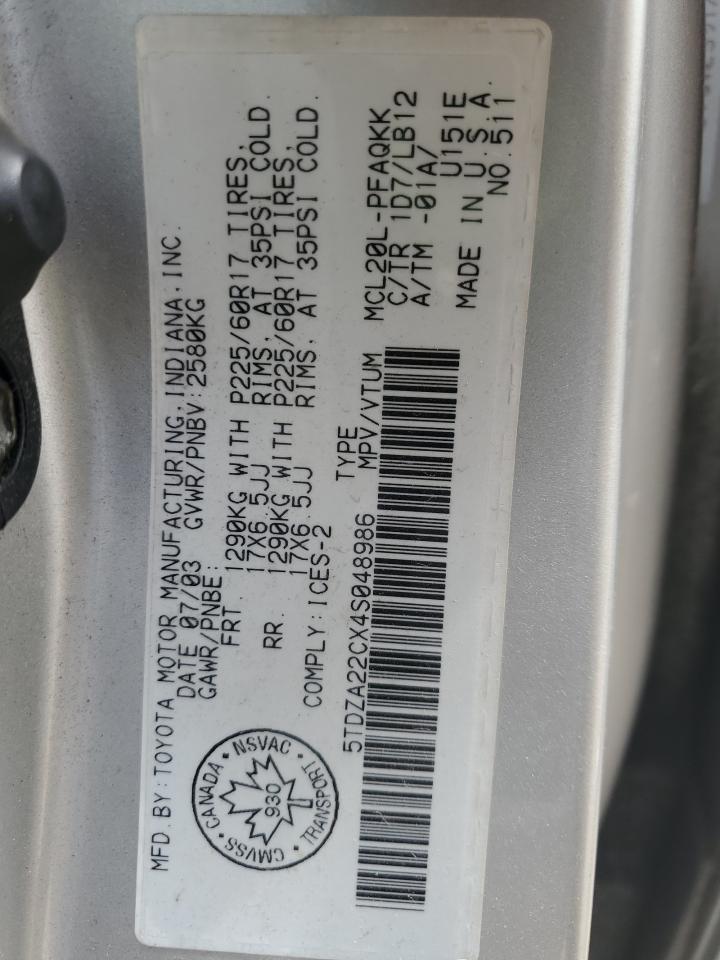 MFD.BY:TOYOTA MOTOR MANUFACTURING,INDIANA,INC.
DATE 07/03 GVWR/PNBV:2580KG
GAWR/PNBE:
FRT. 1290KG WITH P225/60R17 TIRES,
17X6.5JJ RIMS, AT 35PSI COLD.
RR. 1290KG WITH P225/60R17 TIRES,
17X6.5JJ RIMS, AT 35PSI COLD.
COMPLY:ICES-2
CANADA · NSVAC · TRANSPORT · CMVSS ·
930
TYPE
MPV/VTUM
5TDZA22CX4S048986
MCL20L-PFAQKK
C/TR 1D7/LB12
A/TM -01A/
U151E
MADE IN U.S.A.
NO.511